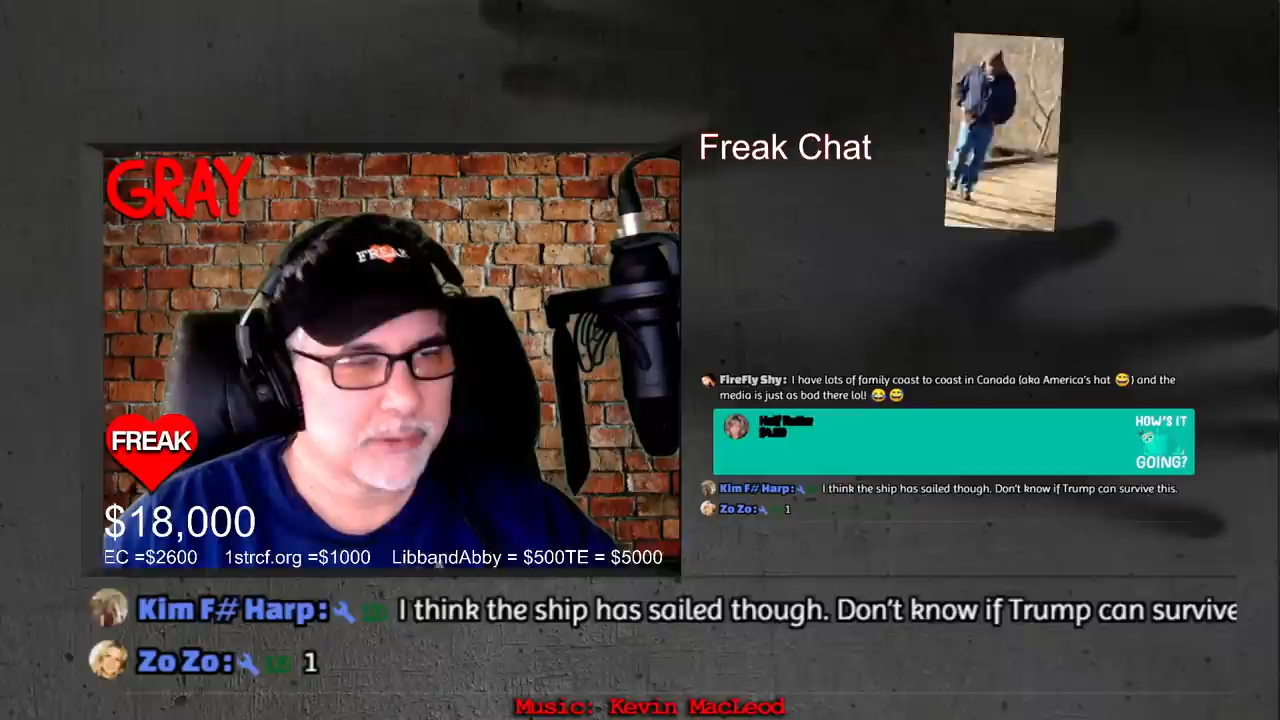 GRAY
FREAK
FREAK
$18,000
EC =$2600 1strcf.org =$1000 LibbandAbby = $500TE = $5000
Freak Chat
FireFly Shy: I have lots of family coast to coast in Canada (aka America's hat 😅) and the
media is just as bad there lol! 😂 😅
HOW'S IT
GOING?
Kim F# Harp: I think the ship has sailed though. Don't know if Trump can survive this.
Zo Zo: 1
Kim F# Harp: I think the ship has sailed though. Don't know if Trump can survive
Zo Zo: 1
Music: Kevin MacLeod